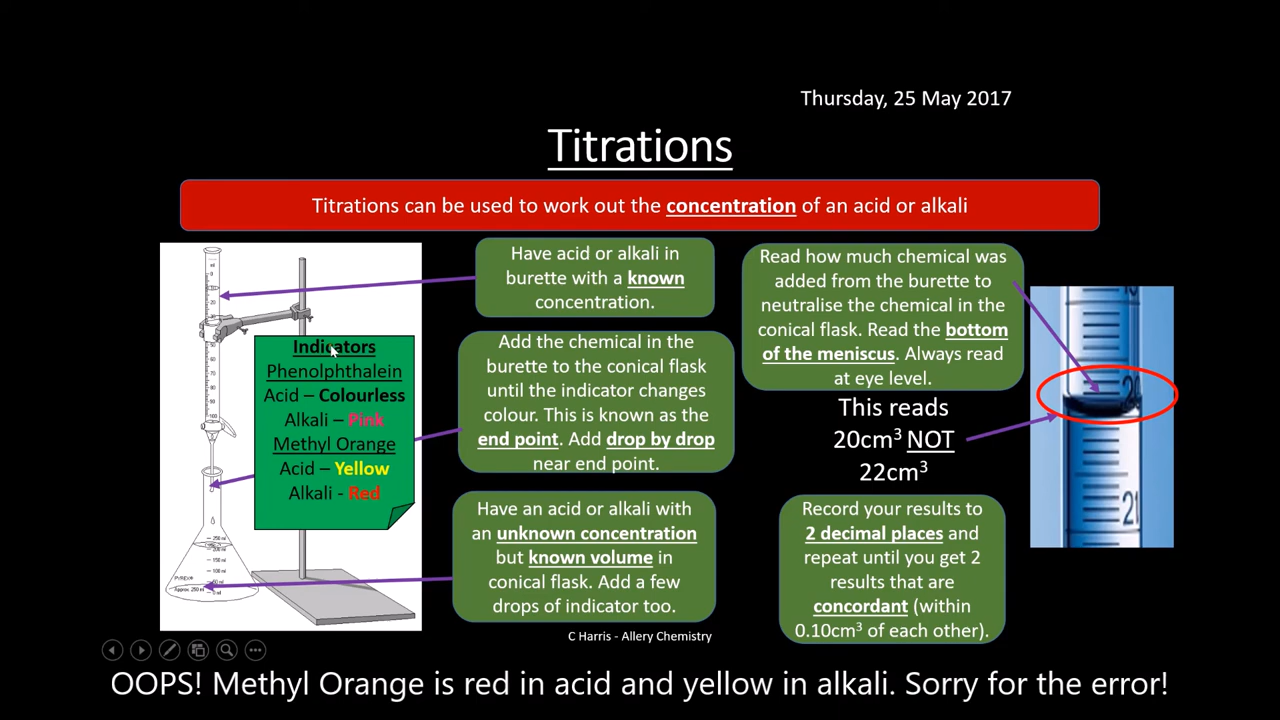 Thursday, 25 May 2017
Titrations
Titrations can be used to work out the concentration of an acid or alkali
Have acid or alkali in
burette with a known
concentration.
Add the chemical in the
burette to the conical flask
until the indicator changes
colour. This is known as the
end point. Add drop by drop
near end point.
Have an acid or alkali with
an unknown concentration
but known volume in
conical flask. Add a few
drops of indicator too.
Read how much chemical was
added from the burette to
neutralise the chemical in the
conical flask. Read the bottom
of the meniscus. Always read
at eye level.
This reads
20cm³ NOT
22cm³
Record your results to
2 decimal places and
repeat until you get 2
results that are
concordant (within
0.10cm³ of each other).
Indicators
Phenolphthalein
Acid – Colourless
Alkali – Pink
Methyl Orange
Acid – Yellow
Alkali - Red
20
21
C Harris - Allery Chemistry
OOPS! Methyl Orange is red in acid and yellow in alkali. Sorry for the error!